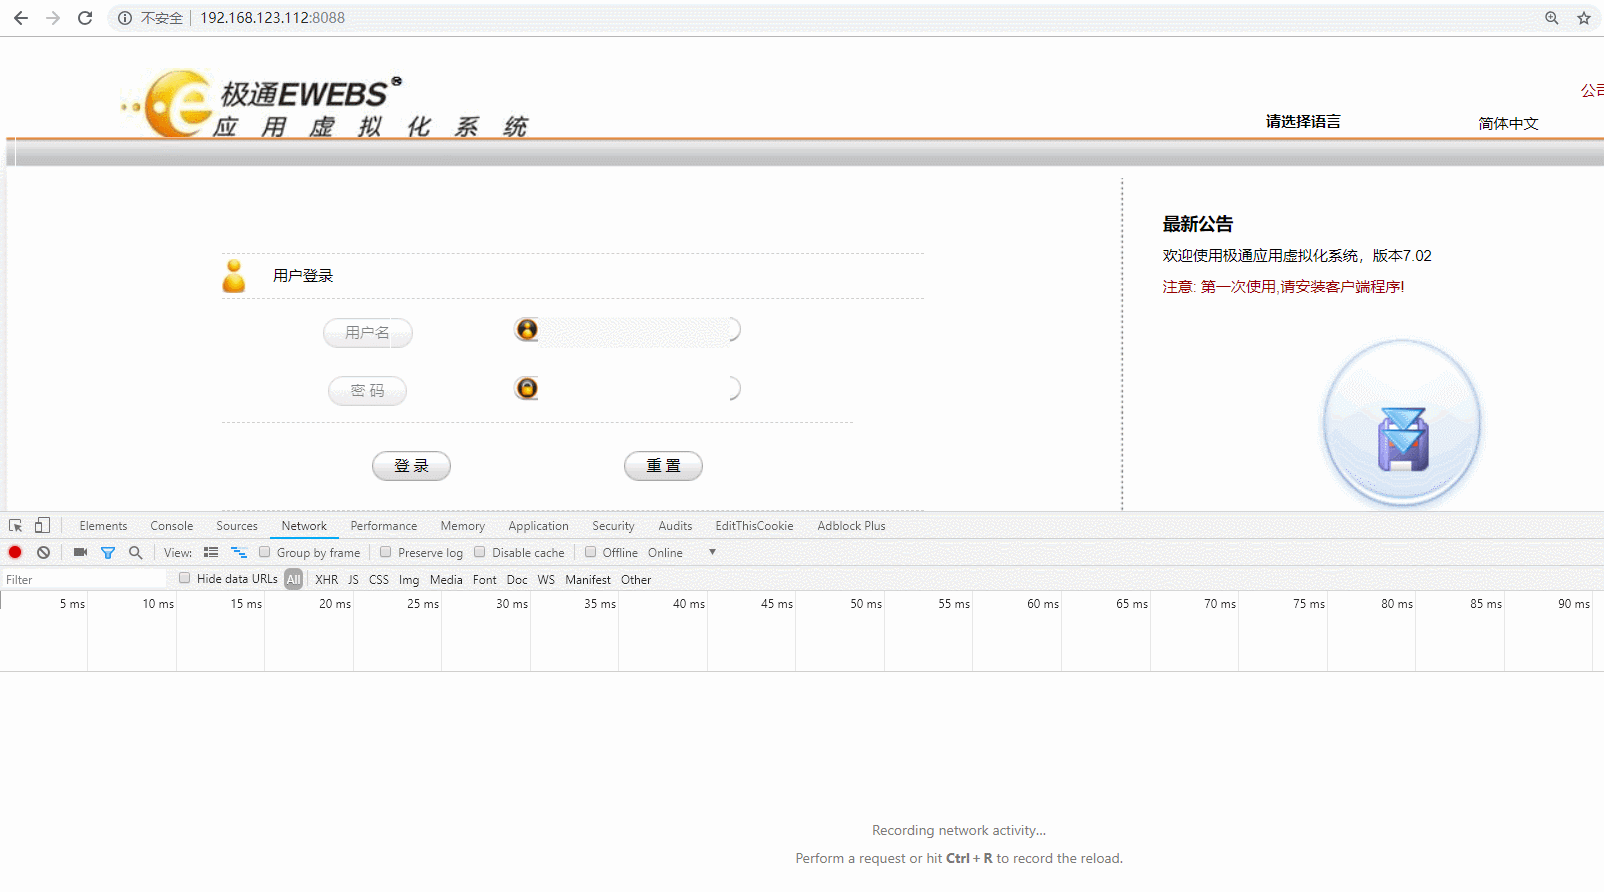 不安全 192.168.123.112:8088
极通EWEBS®
应用虚拟化系统
公司
请选择语言 简体中文
用户登录
用户名
密 码
登 录 重 置
最新公告
欢迎使用极通应用虚拟化系统，版本7.02
注意: 第一次使用,请安装客户端程序!
Elements Console Sources Network Performance Memory Application Security Audits EditThisCookie Adblock Plus
View: Group by frame Preserve log Disable cache Offline Online
Filter Hide data URLs All XHR JS CSS Img Media Font Doc WS Manifest Other
5 ms 10 ms 15 ms 20 ms 25 ms 30 ms 35 ms 40 ms 45 ms 50 ms 55 ms 60 ms 65 ms 70 ms 75 ms 80 ms 85 ms 90 ms
Recording network activity...
Perform a request or hit Ctrl + R to record the reload.